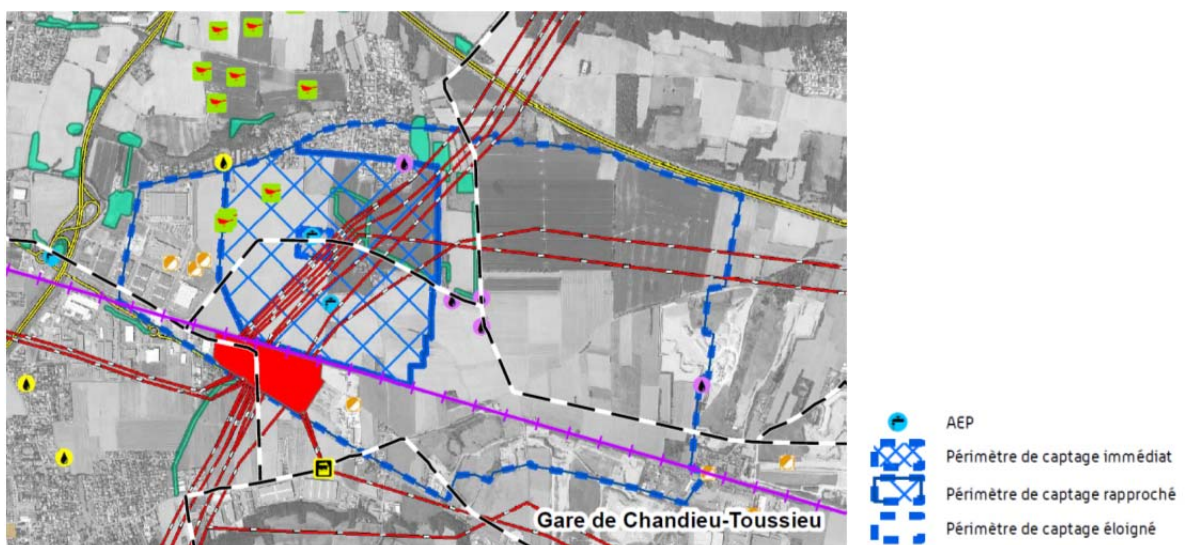 Gare de Chandieu-Toussieu
AEP
Périmètre de captage immédiat
Périmètre de captage rapproché
Périmètre de captage éloigné